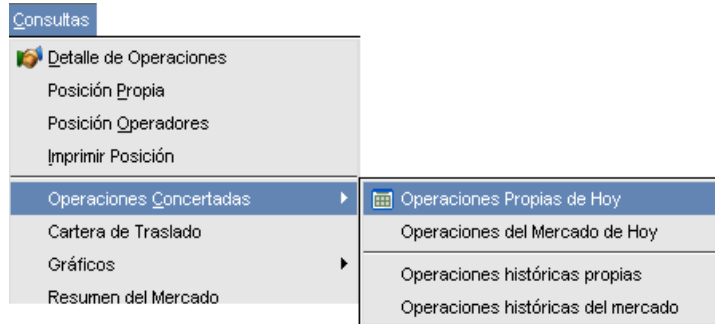 Consultas
Detalle de Operaciones
Posición Propia
Posición Operadores
Imprimir Posición
Operaciones Concertadas
Cartera de Traslado
Gráficos
Resumen del Mercado
Operaciones Propias de Hoy
Operaciones del Mercado de Hoy
Operaciones históricas propias
Operaciones históricas del mercado